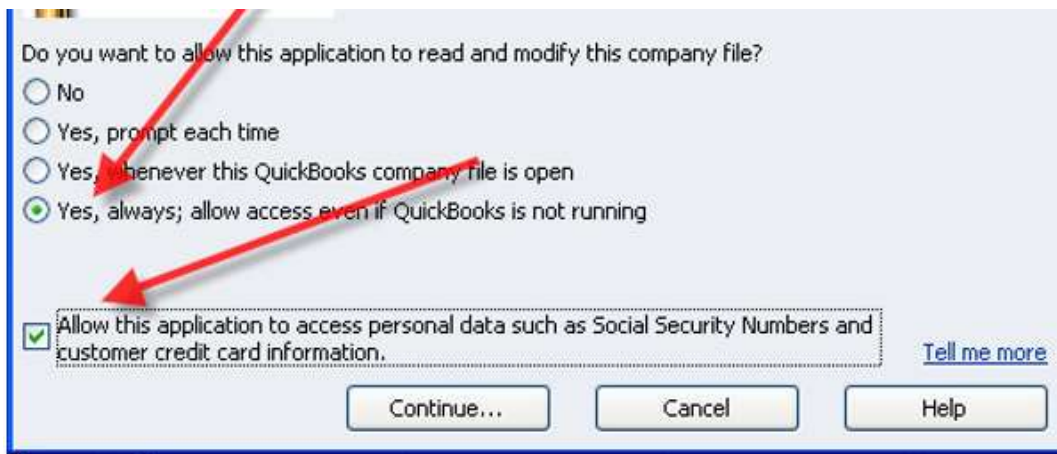 Do you want to allow this application to read and modify this company file?
No
Yes, prompt each time
Yes, whenever this QuickBooks company file is open
Yes, always; allow access even if QuickBooks is not running
Allow this application to access personal data such as Social Security Numbers and
customer credit card information.
Tell me more
Continue...
Cancel
Help